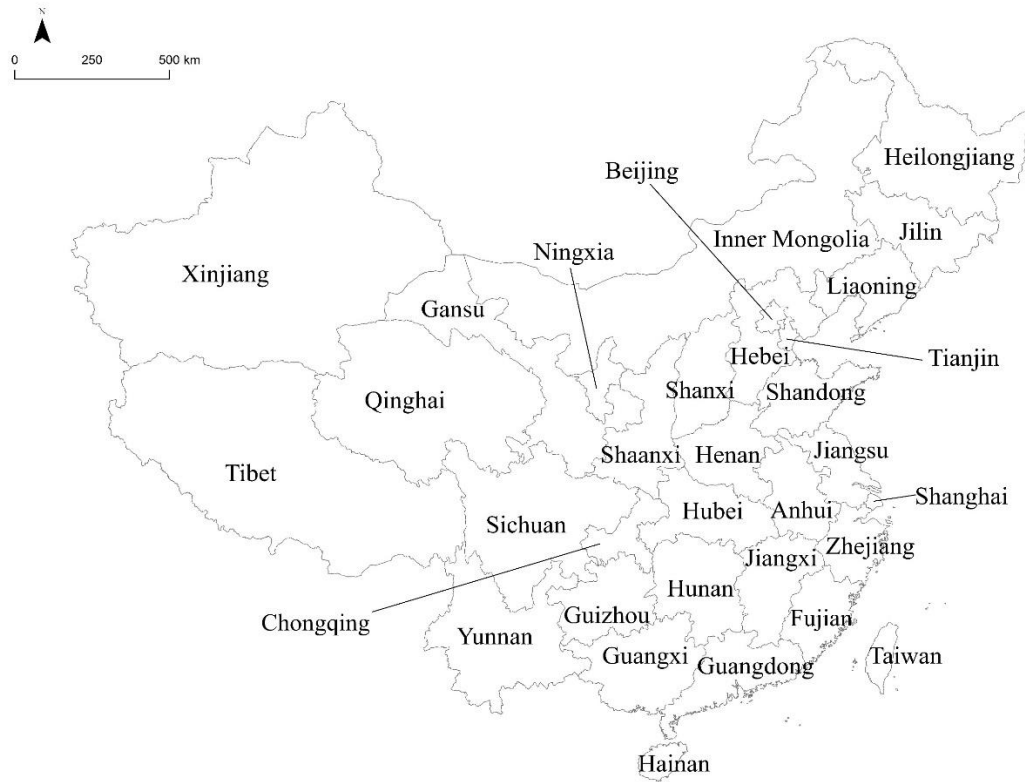 N
0 250 500 km
Heilongjiang
Beijing
Jilin
Inner Mongolia
Ningxia
Xinjiang
Liaoning
Gansu
Hebei
Tianjin
Shanxi
Shandong
Qinghai
Jiangsu
Shaanxi
Henan
Tibet
Shanghai
Hubei
Anhui
Sichuan
Zhejiang
Jiangxi
Hunan
Guizhou
Fujian
Chongqing
Yunnan
Guangxi
Taiwan
Guangdong
Hainan